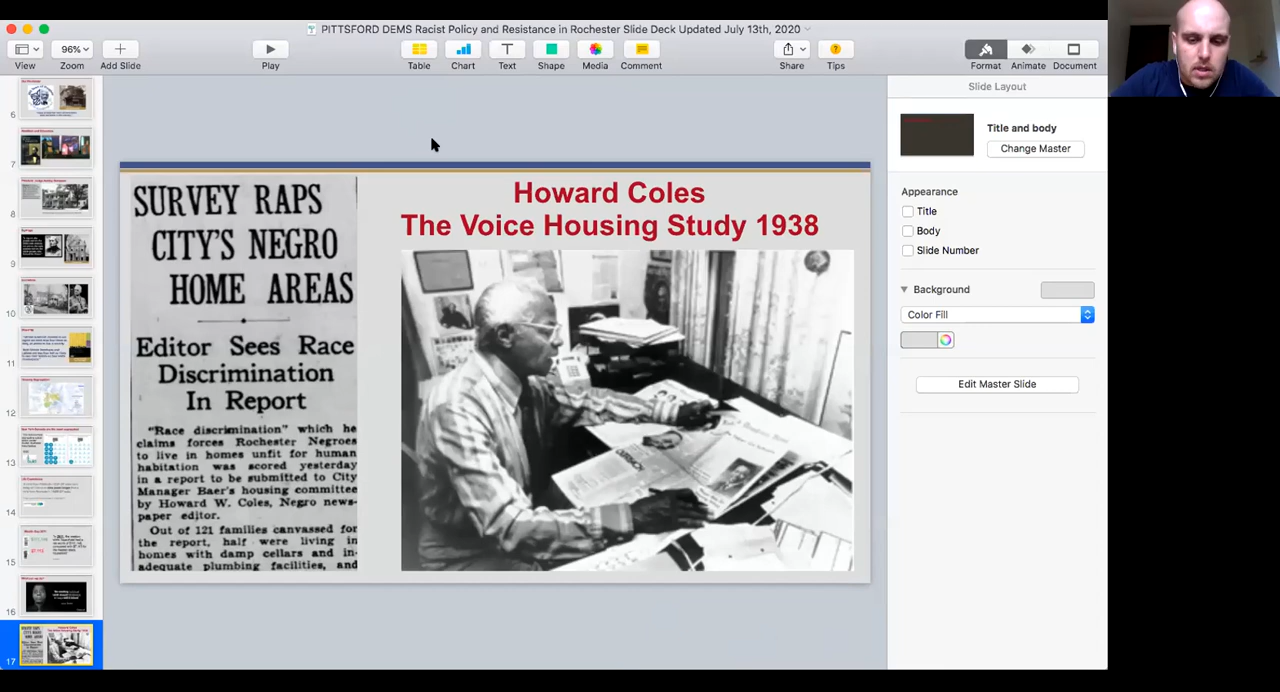 PITTSFORD DEMS Racist Policy and Resistance in Rochester Slide Deck Updated July 13th, 2020
View
96%
Zoom
Add Slide
Play
Table
Chart
Text
Shape
Media
Comment
Share
Tips
Format
Animate
Document
6
7
8
9
10
11
12
13
14
15
16
17
SURVEY RAPS
CITY'S NEGRO
HOME AREAS
Editor Sees Race
Discrimination
In Report
"Race discrimination" which he
claims forces Rochester Negroes
to live in homes unfit for human
habitation was scored yesterday
in a report to be submitted to City
Manager Baer's housing committee
by Howard W. Coles, Negro news-
paper editor.
Out of 121 families canvassed for
the report, half were living in
homes with damp cellars and in-
adequate plumbing facilities, and
Howard Coles
The Voice Housing Study 1938
Slide Layout
Title and body
Change Master
Appearance
Title
Body
Slide Number
Background
Color Fill
Edit Master Slide